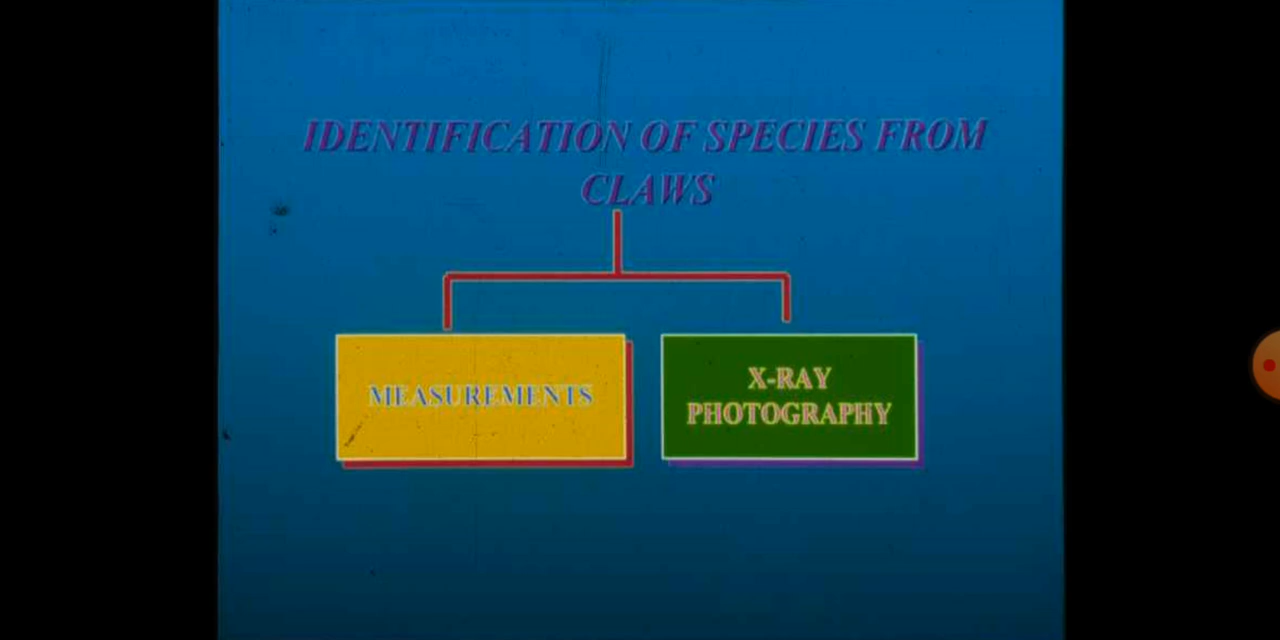 IDENTIFICATION OF SPECIES FROM
CLAWS
MEASUREMENTS
X-RAY
PHOTOGRAPHY